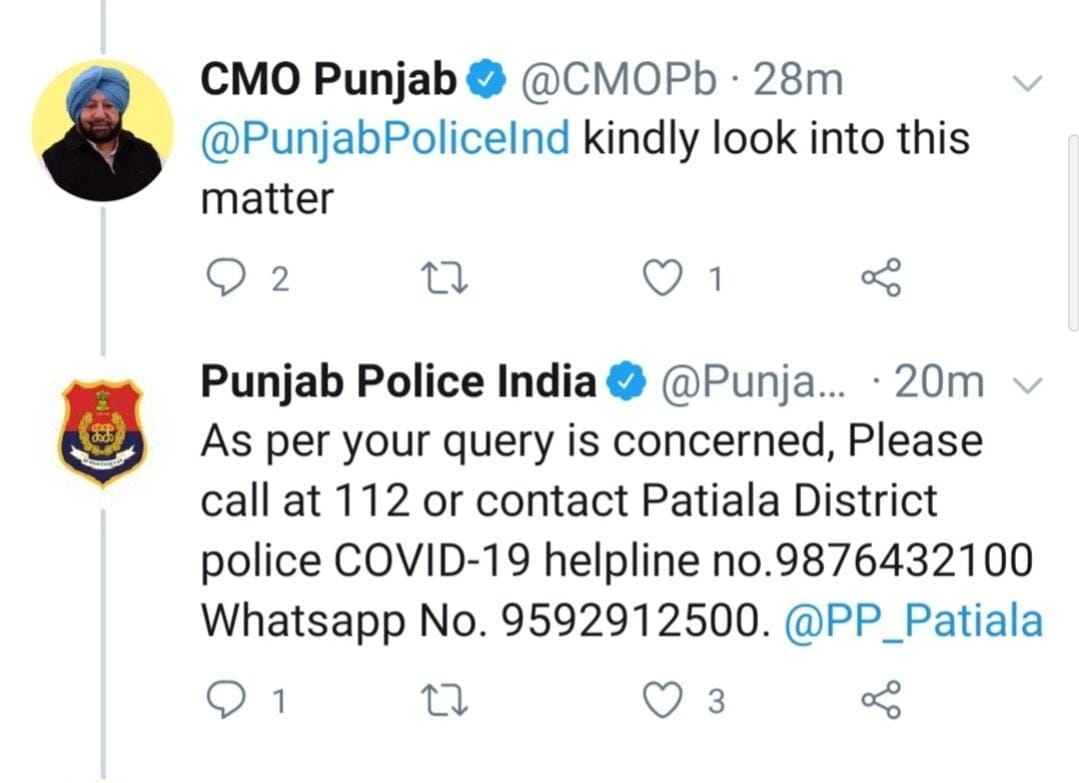 CMO Punjab @CMOPb · 28m
@PunjabPoliceInd kindly look into this
matter
2 1
Punjab Police India @Punja... · 20m
As per your query is concerned, Please
call at 112 or contact Patiala District
police COVID-19 helpline no.9876432100
Whatsapp No. 9592912500. @PP_Patiala
1 3